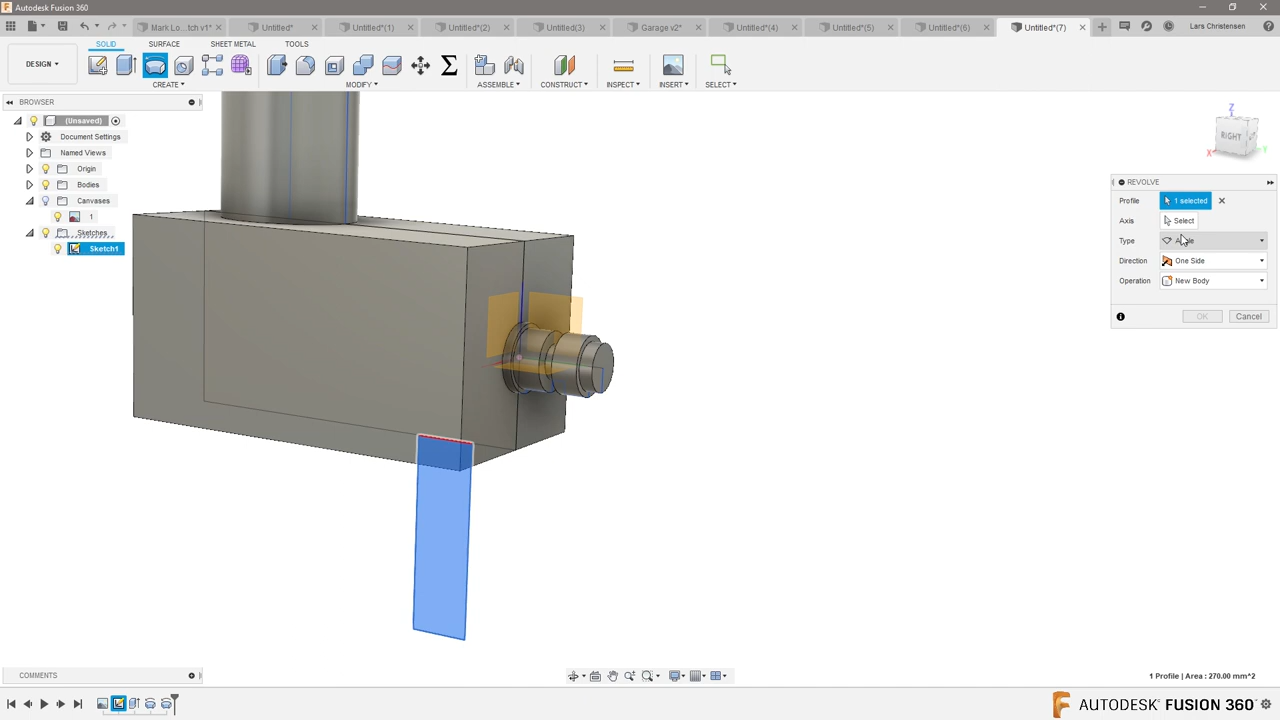 Autodesk Fusion 360
Mark Lo...tch v1*
Untitled*
Untitled*(1)
Untitled*(2)
Untitled(3)
Garage v2*
Untitled*(4)
Untitled*(5)
Untitled*(6)
Untitled*(7)
Lars Christensen
SOLID
SURFACE
SHEET METAL
TOOLS
DESIGN
CREATE
MODIFY
ASSEMBLE
CONSTRUCT
INSPECT
INSERT
SELECT
BROWSER
(Unsaved)
Document Settings
Named Views
Origin
Bodies
Canvases
1
Sketches
Sketch1
Z
RIGHT
X
Y
REVOLVE
Profile 1 selected
Axis Select
Type
Direction One Side
Operation New Body
OK Cancel
COMMENTS
1 Profile | Area : 270.00 mm^2
AUTODESK FUSION 360